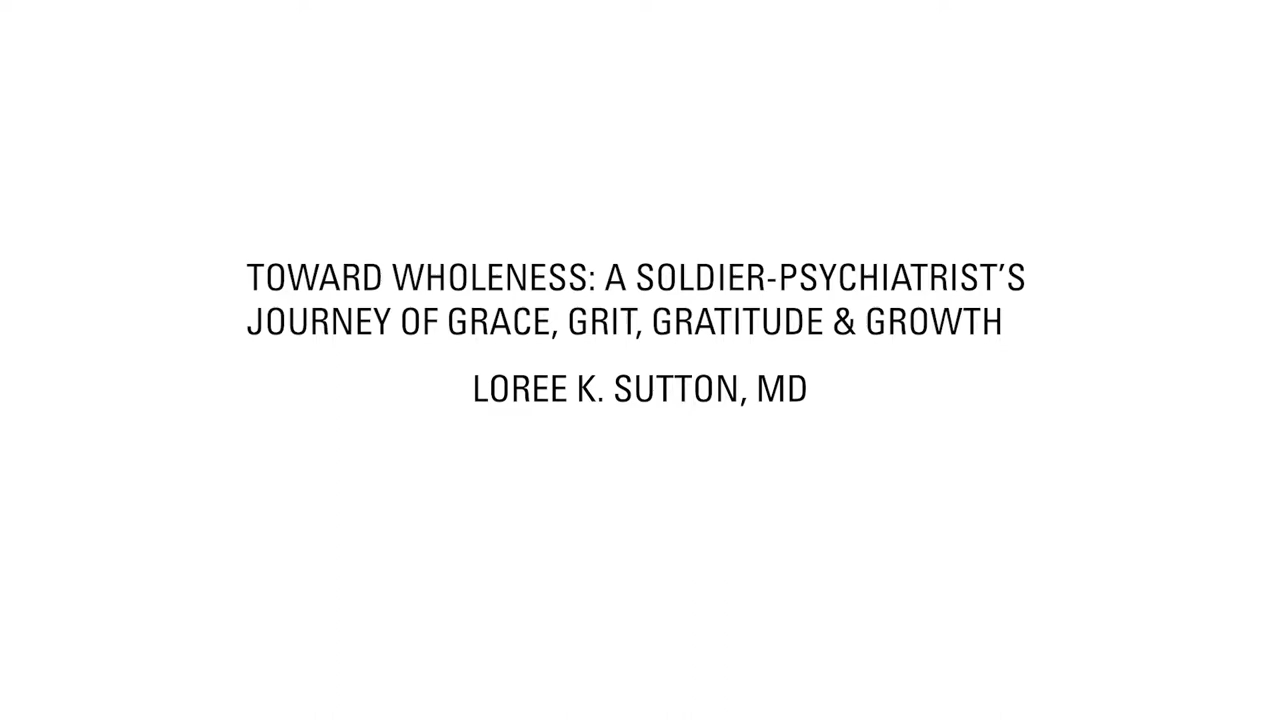 TOWARD WHOLENESS: A SOLDIER-PSYCHIATRIST’S
JOURNEY OF GRACE, GRIT, GRATITUDE & GROWTH
LOREE K. SUTTON, MD